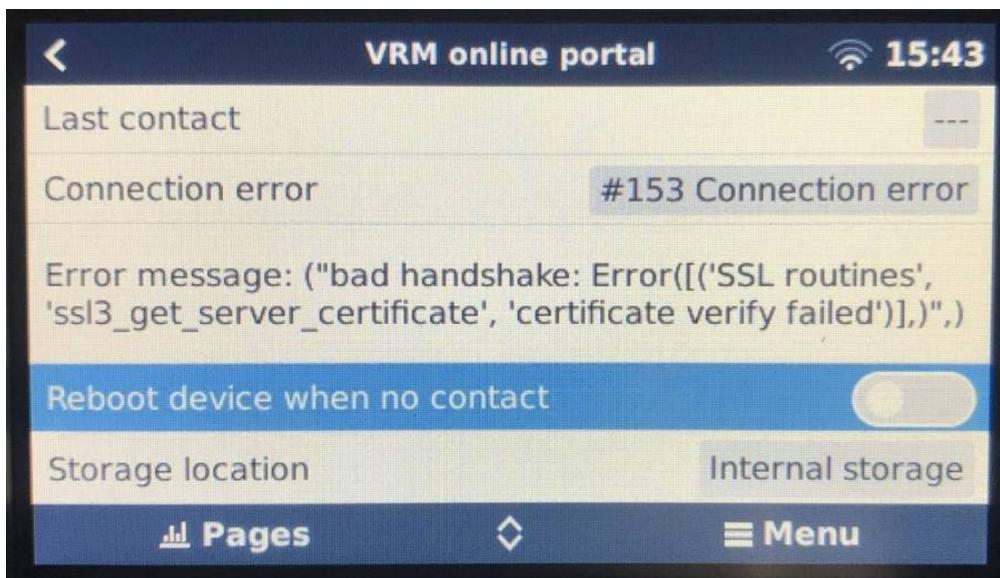 VRM online portal 15:43
Last contact ---
Connection error #153 Connection error
Error message: ("bad handshake: Error([('SSL routines',
'ssl3_get_server_certificate', 'certificate verify failed')],)",)
Reboot device when no contact
Storage location Internal storage
Pages Menu